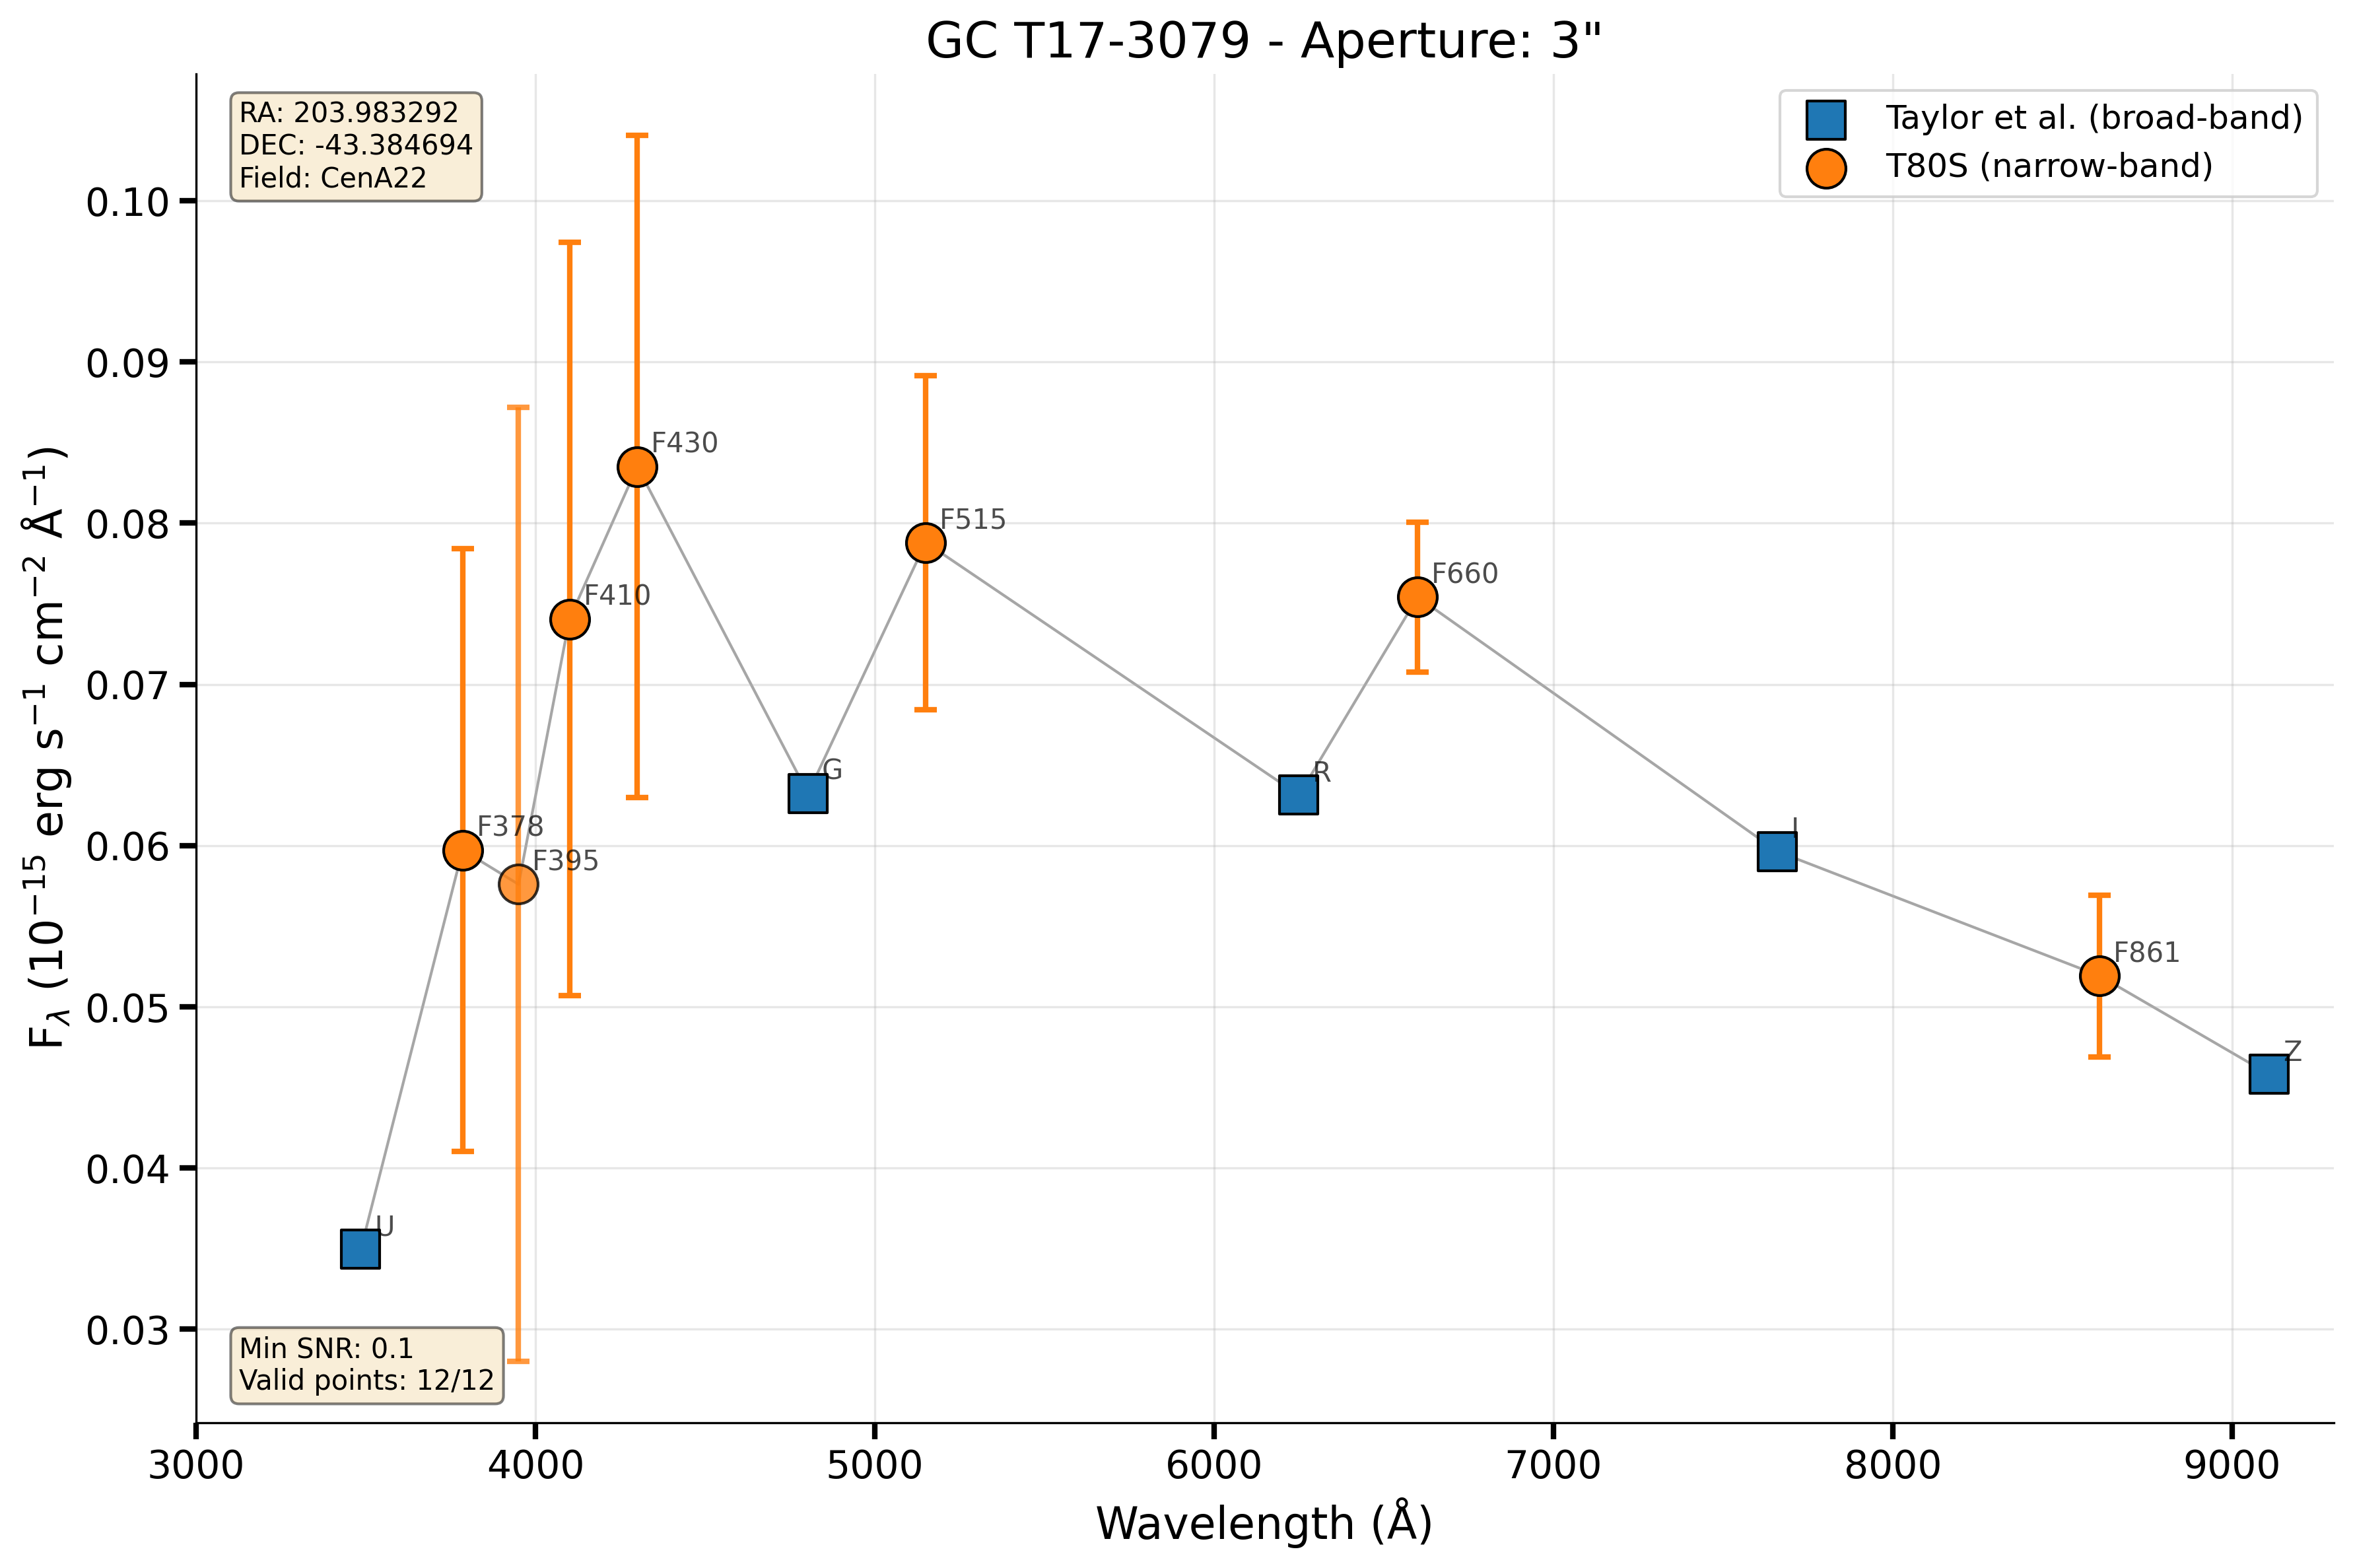 GC T17-3079 - Aperture: 3"
RA: 203.983292
DEC: -43.384694
Field: CenA22
Taylor et al. (broad-band)
T80S (narrow-band)
F_λ (10⁻¹⁵ erg s⁻¹ cm⁻² Å⁻¹)
0.10
0.09
0.08
0.07
0.06
0.05
0.04
0.03
F430
F515
F660
F410
G
R
I
F378
F395
F861
Z
U
Min SNR: 0.1
Valid points: 12/12
3000 4000 5000 6000 7000 8000 9000
Wavelength (Å)